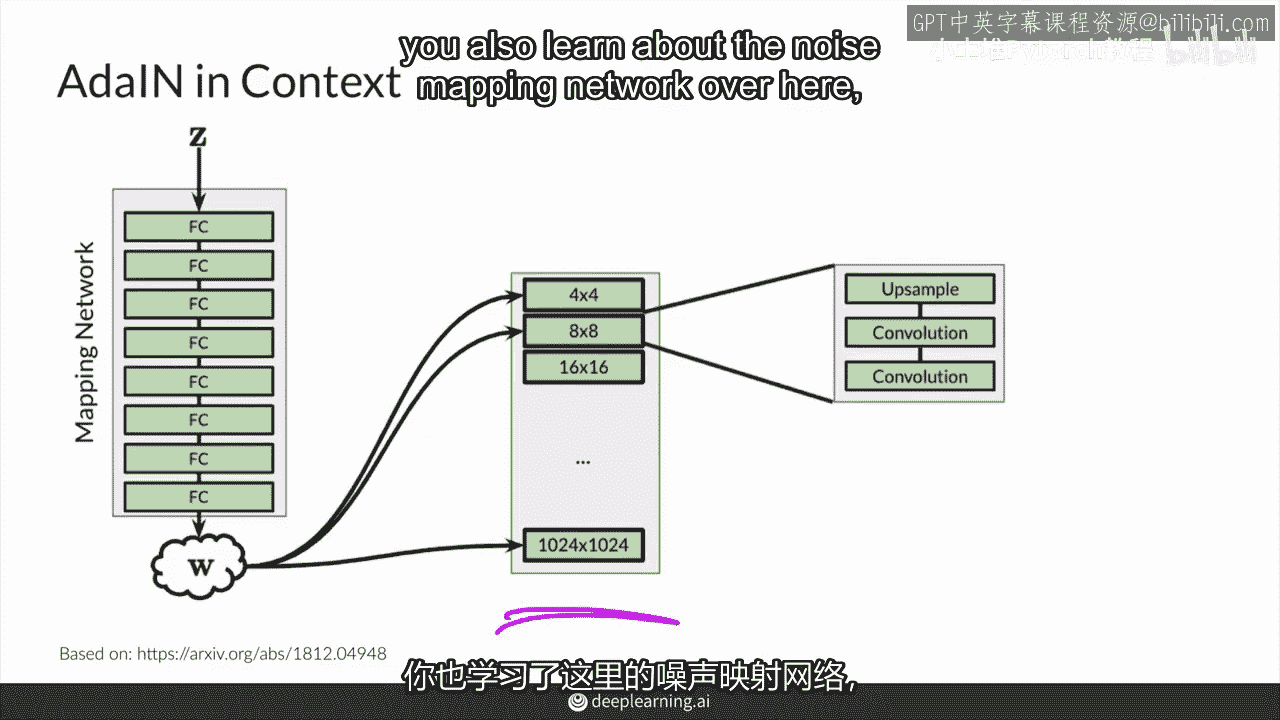 GPT中英字幕课程资源@bilibili.com
you also learn about the noise
mapping network over here,
AdaIN in Context
z
Mapping Network
FC
FC
FC
FC
FC
FC
FC
FC
w
4x4
8x8
16x16
...
1024x1024
Upsample
Convolution
Convolution
Based on: https://arxiv.org/abs/1812.04948
你也学习了这里的噪声映射网络，
deeplearning.ai